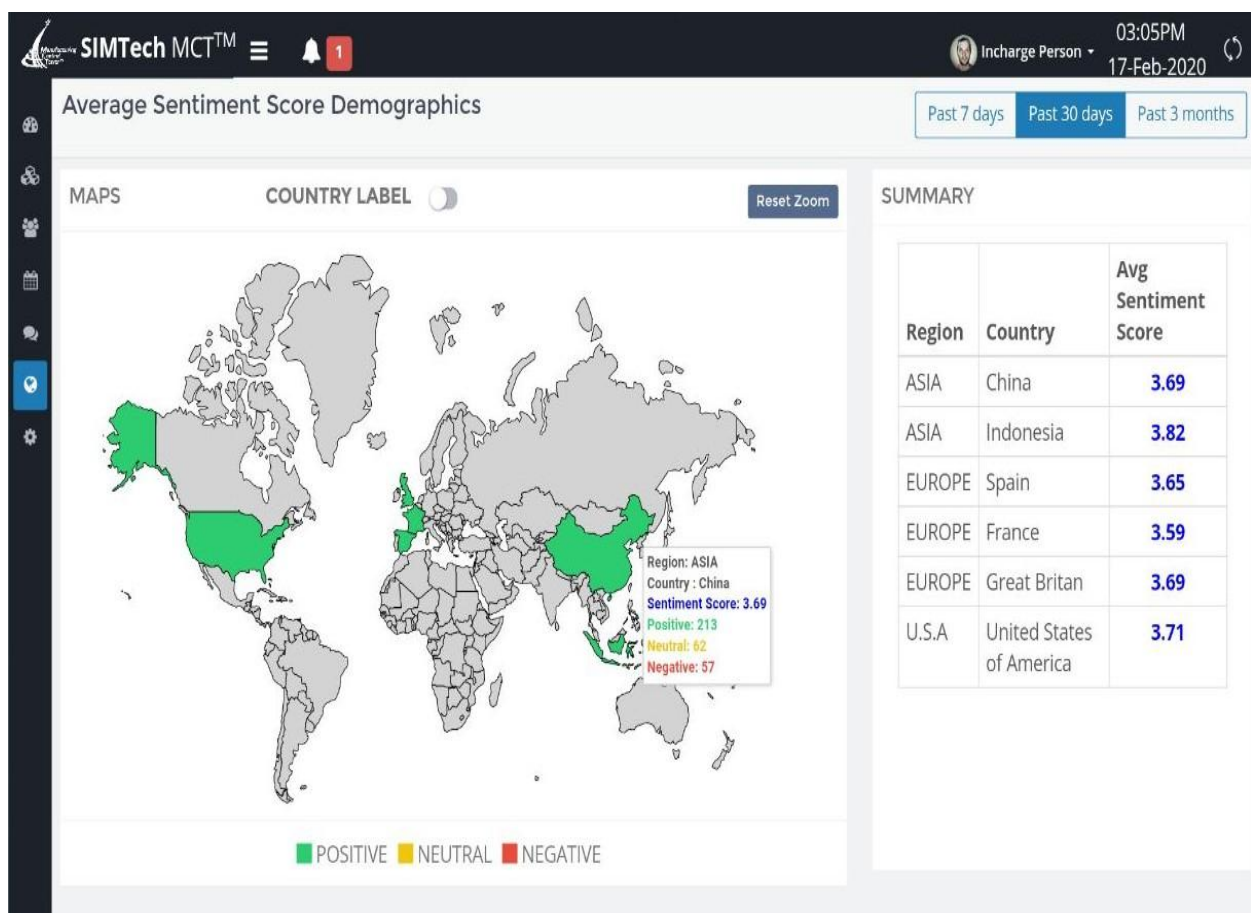 Manufacturing
Control
Tower
SIMTech MCT™
1
Incharge Person
03:05PM
17-Feb-2020
Average Sentiment Score Demographics
Past 7 days
Past 30 days
Past 3 months
MAPS
COUNTRY LABEL
Reset Zoom
Region: ASIA
Country : China
Sentiment Score: 3.69
Positive: 213
Neutral: 62
Negative: 57
POSITIVE NEUTRAL NEGATIVE
SUMMARY
Region Country Avg Sentiment Score
ASIA China 3.69
ASIA Indonesia 3.82
EUROPE Spain 3.65
EUROPE France 3.59
EUROPE Great Britan 3.69
U.S.A United States of America 3.71